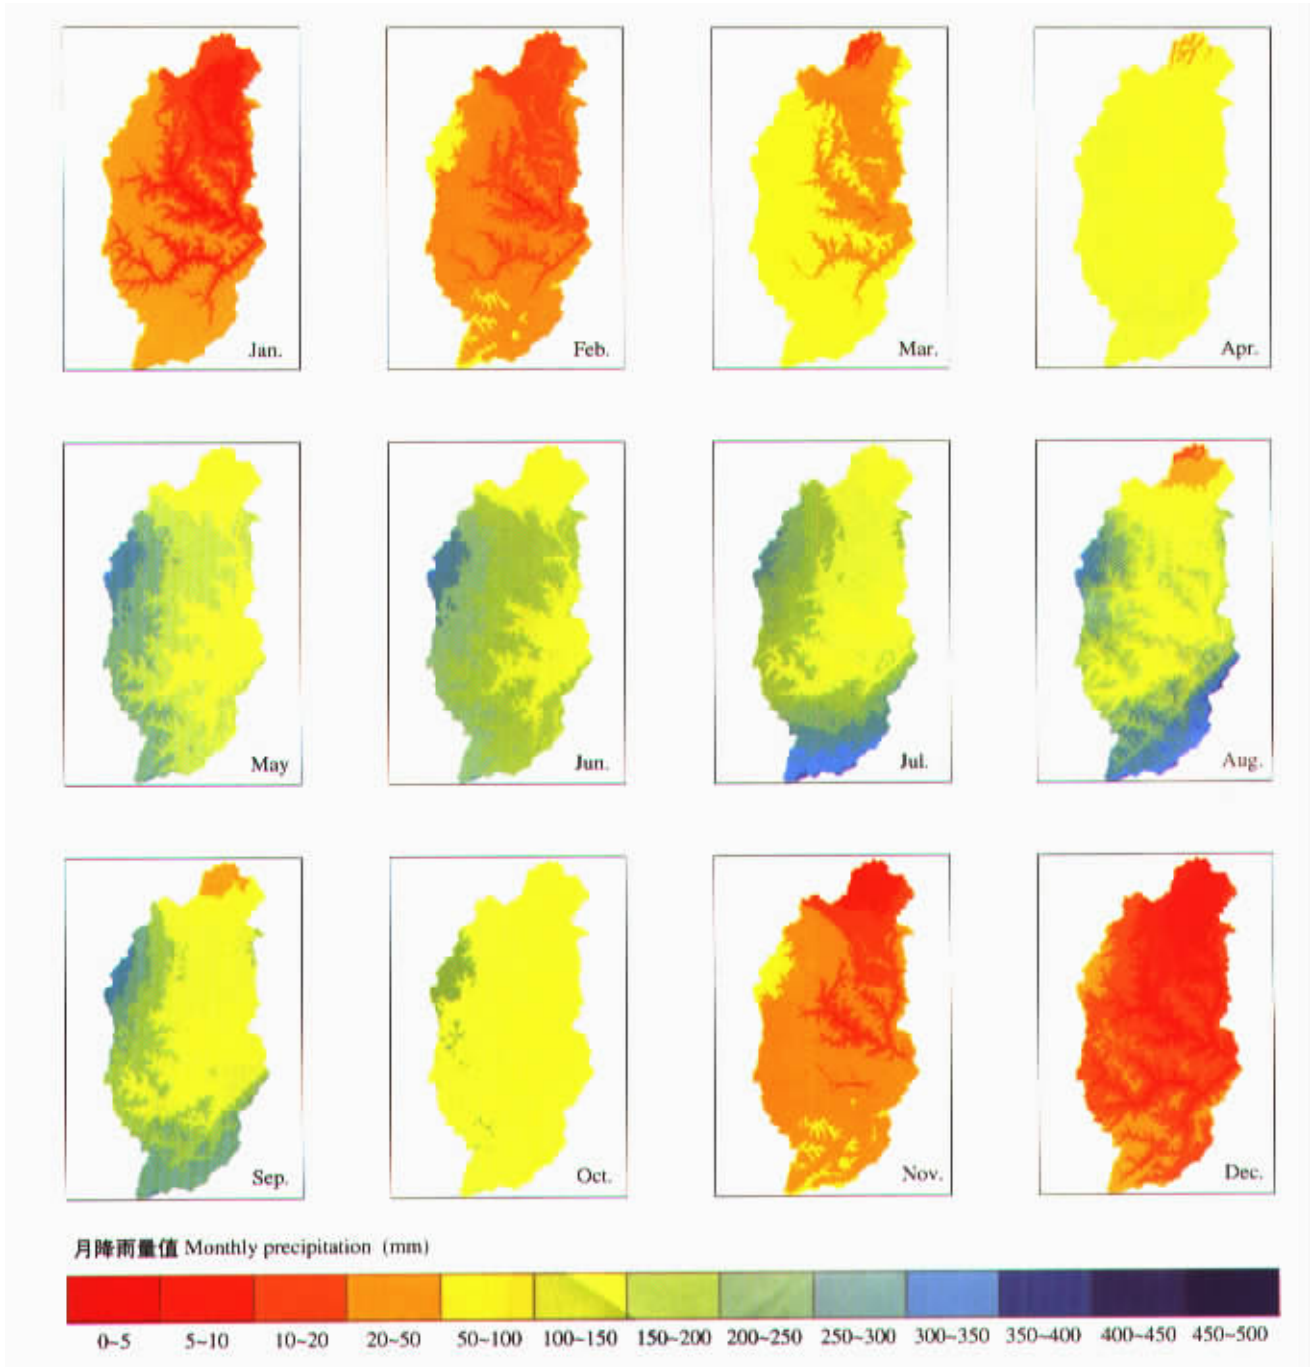 Jan.
Feb.
Mar.
Apr.
May
Jun.
Jul.
Aug.
Sep.
Oct.
Nov.
Dec.
月降雨量值 Monthly precipitation (mm)
0~5 5~10 10~20 20~50 50~100 100~150 150~200 200~250 250~300 300~350 350~400 400~450 450~500